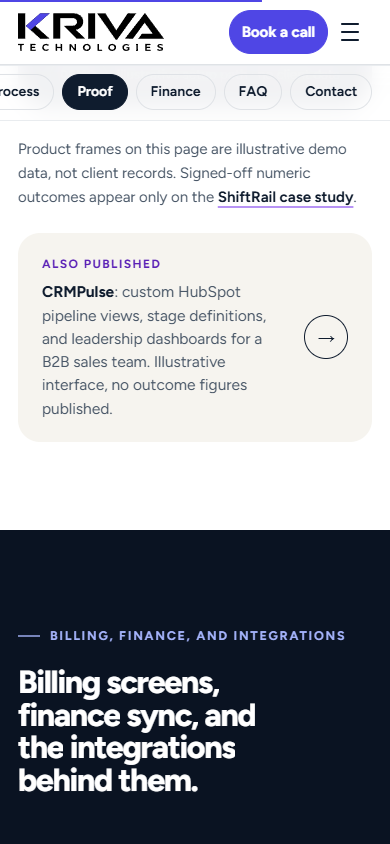 KRIVA
TECHNOLOGIES
Book a call
rocess
Proof
Finance
FAQ
Contact
Product frames on this page are illustrative demo
data, not client records. Signed-off numeric
outcomes appear only on the ShiftRail case study.
ALSO PUBLISHED
CRMPulse: custom HubSpot
pipeline views, stage definitions,
and leadership dashboards for a
B2B sales team. Illustrative
interface, no outcome figures
published.
→
BILLING, FINANCE, AND INTEGRATIONS
Billing screens,
finance sync, and
the integrations
behind them.